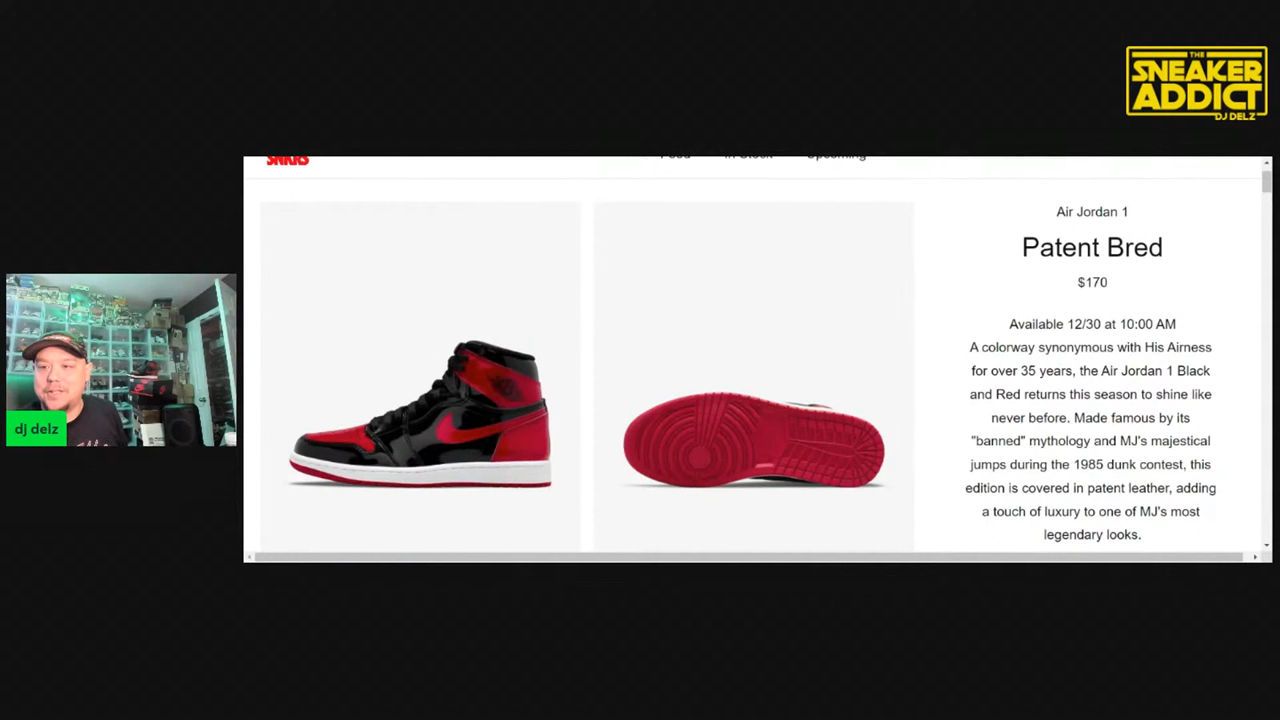 THE
SNEAKER
ADDICT
DJ DELZ
SNKRS
Feed In Stock Upcoming
Air Jordan 1
Patent Bred
$170
Available 12/30 at 10:00 AM
A colorway synonymous with His Airness
for over 35 years, the Air Jordan 1 Black
and Red returns this season to shine like
never before. Made famous by its
"banned" mythology and MJ's majestical
jumps during the 1985 dunk contest, this
edition is covered in patent leather, adding
a touch of luxury to one of MJ's most
legendary looks.
dj delz